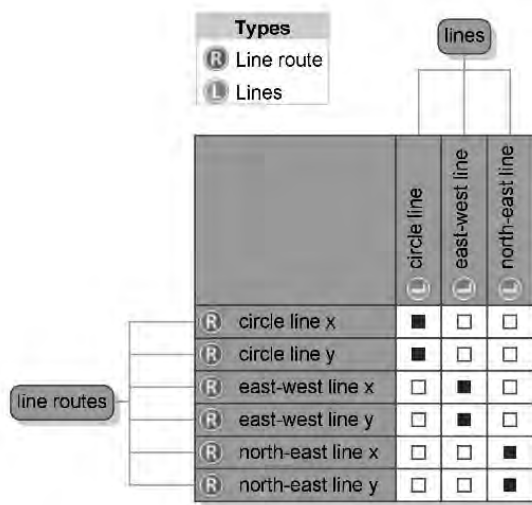 Types
R Line route
L Lines
lines
circle line
east-west line
north-east line
L L L
R circle line x
R circle line y
line routes
R east-west line x
R east-west line y
R north-east line x
R north-east line y